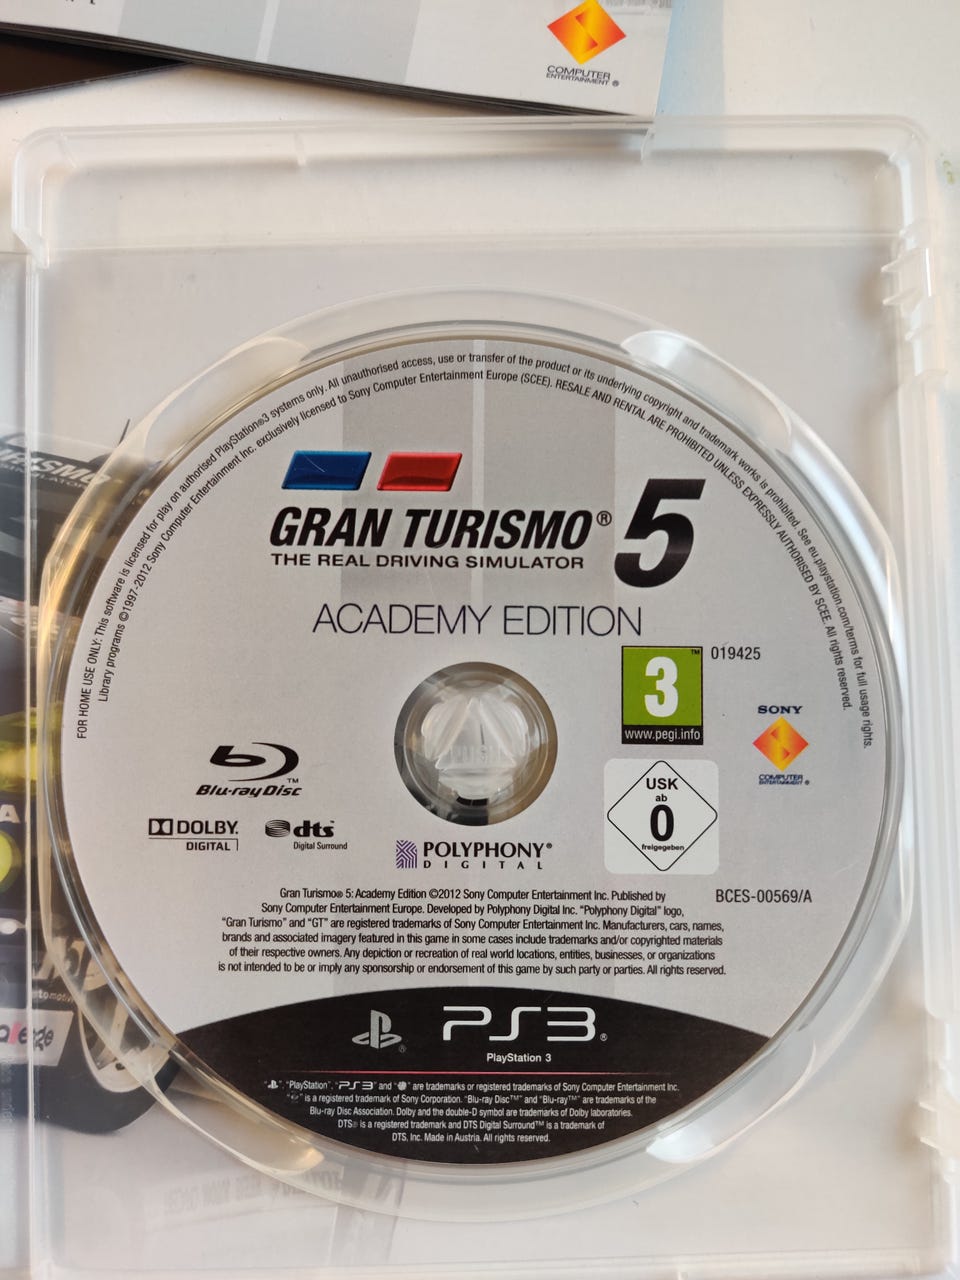 COMPUTER
ENTERTAINMENT®
FOR HOME USE ONLY: This software is licensed for play on authorised PlayStation®3 systems only. All unauthorised access, use or transfer of the product or its underlying copyright and trademark works is prohibited. See eu.playstation.com/terms for full usage rights.
Library programs ©1997-2012 Sony Computer Entertainment Inc. exclusively licensed to Sony Computer Entertainment Europe (SCEE). RESALE AND RENTAL ARE PROHIBITED UNLESS EXPRESSLY AUTHORISED BY SCEE. All rights reserved.
GRAN TURISMO® 5
THE REAL DRIVING SIMULATOR
ACADEMY EDITION
3™
www.pegi.info
019425
SONY
COMPUTER
ENTERTAINMENT®
Blu-ray Disc™
USK
ab
0
freigegeben
DOLBY.
DIGITAL
dts
Digital Surround
POLYPHONY®
DIGITAL
BCES-00569/A
Gran Turismo® 5: Academy Edition ©2012 Sony Computer Entertainment Inc. Published by
Sony Computer Entertainment Europe. Developed by Polyphony Digital Inc. "Polyphony Digital" logo,
"Gran Turismo" and "GT" are registered trademarks of Sony Computer Entertainment Inc. Manufacturers, cars, names,
brands and associated imagery featured in this game in some cases include trademarks and/or copyrighted materials
of their respective owners. Any depiction or recreation of real world locations, entities, businesses, or organizations
is not intended to be or imply any sponsorship or endorsement of this game by such party or parties. All rights reserved.
PS3®
PlayStation 3
" ", "PlayStation", "PS3" and " " are trademarks or registered trademarks of Sony Computer Entertainment Inc.
" " is a registered trademark of Sony Corporation. "Blu-ray Disc™" and "Blu-ray™" are trademarks of the
Blu-ray Disc Association. Dolby and the double-D symbol are trademarks of Dolby laboratories.
DTS® is a registered trademark and DTS Digital Surround™ is a trademark of
DTS, Inc. Made in Austria. All rights reserved.